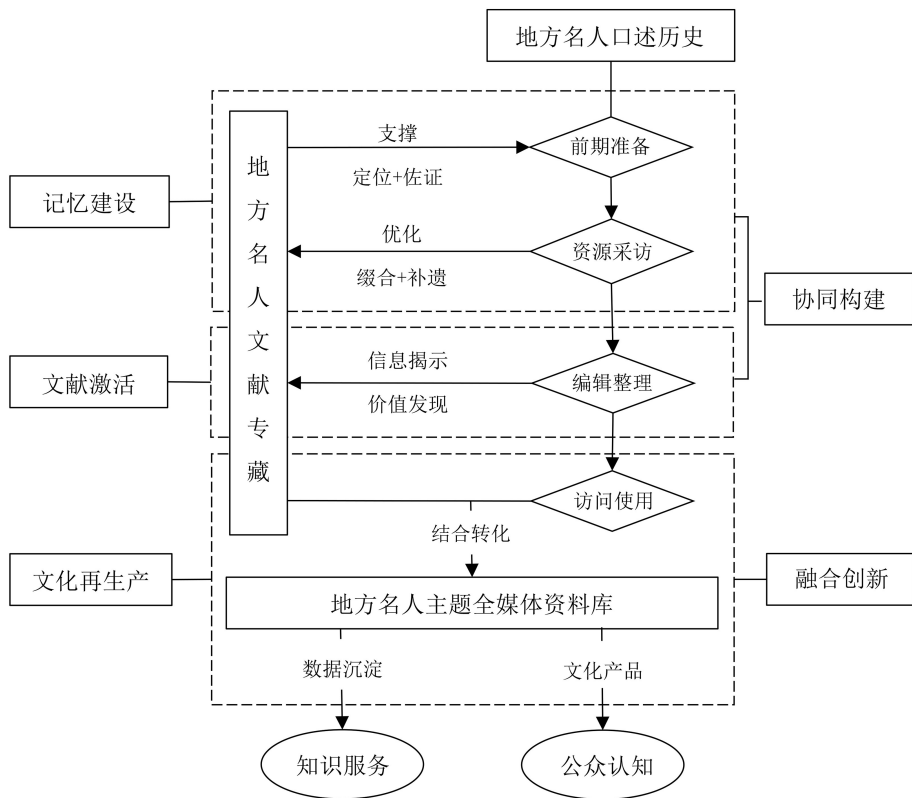 地方名人口述历史
支撑
前期准备
定位+佐证
记忆建设
优化
资源采访
缀合+补遗
协同构建
地方名人文献专藏
信息揭示
文献激活
编辑整理
价值发现
访问使用
结合转化
文化再生产
融合创新
地方名人主题全媒体资料库
数据沉淀
文化产品
知识服务
公众认知